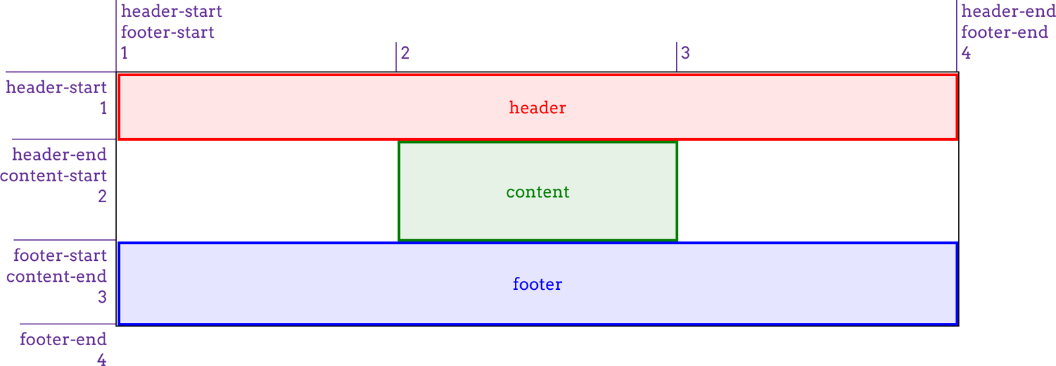 header-start
footer-start
1
2
3
header-end
footer-end
4
header-start
1
header
header-end
content-start
2
content
footer-start
content-end
3
footer
footer-end
4